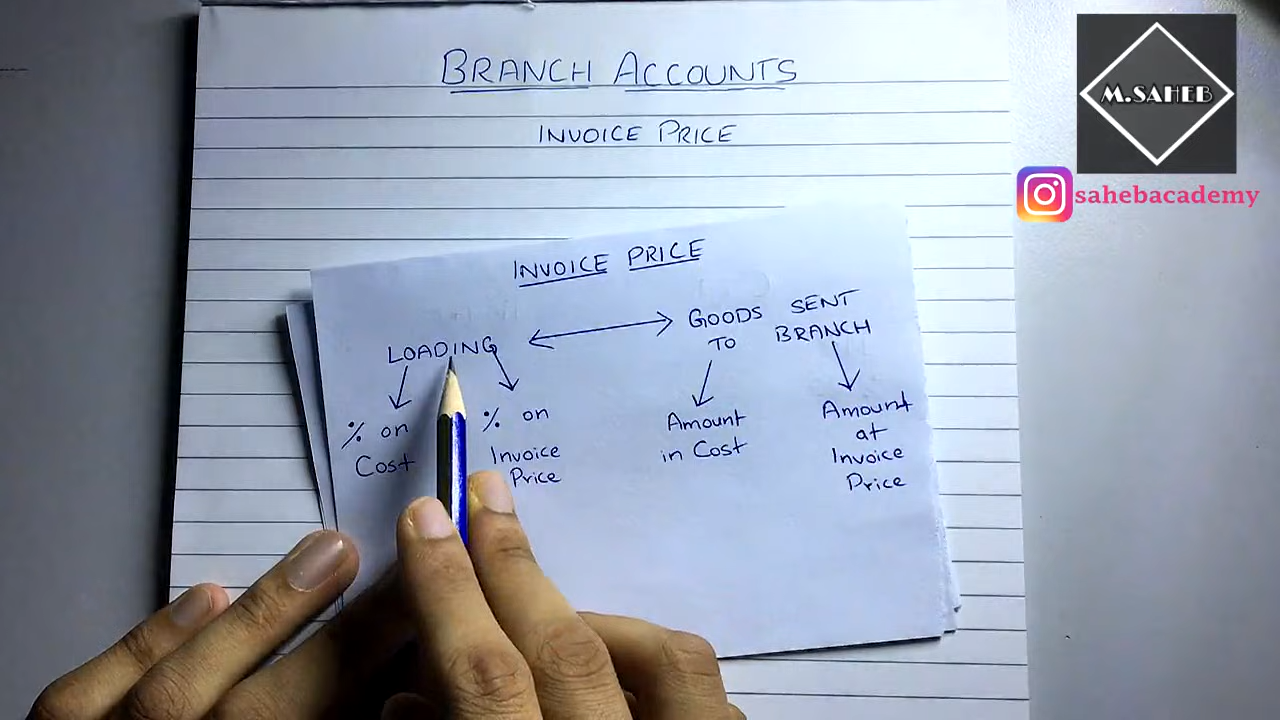 BRANCH ACCOUNTS
INVOICE PRICE
M.SAHEB
sahebacademy
INVOICE PRICE
LOADING
GOODS SENT
TO BRANCH
% on
Cost
% on
Invoice
Price
Amount
in Cost
Amount
at
Invoice
Price